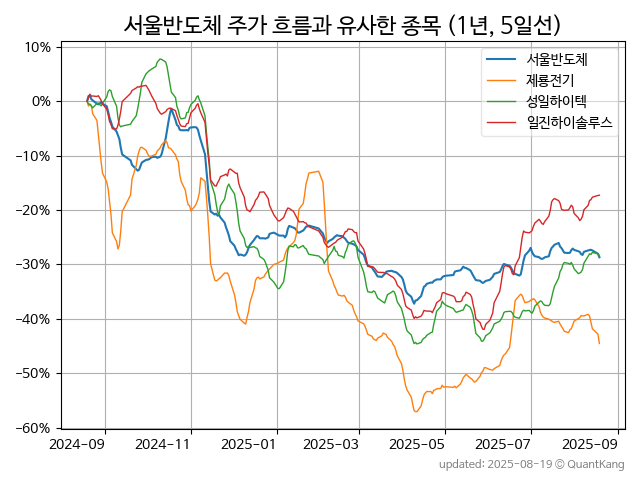 서울반도체 주가 흐름과 유사한 종목 (1년, 5일선)
서울반도체
제룡전기
성일하이텍
일진하이솔루스
10%
0%
−10%
−20%
−30%
−40%
−50%
−60%
2024−09
2024−11
2025−01
2025−03
2025−05
2025−07
2025−09
updated: 2025-08-19 © QuantKang